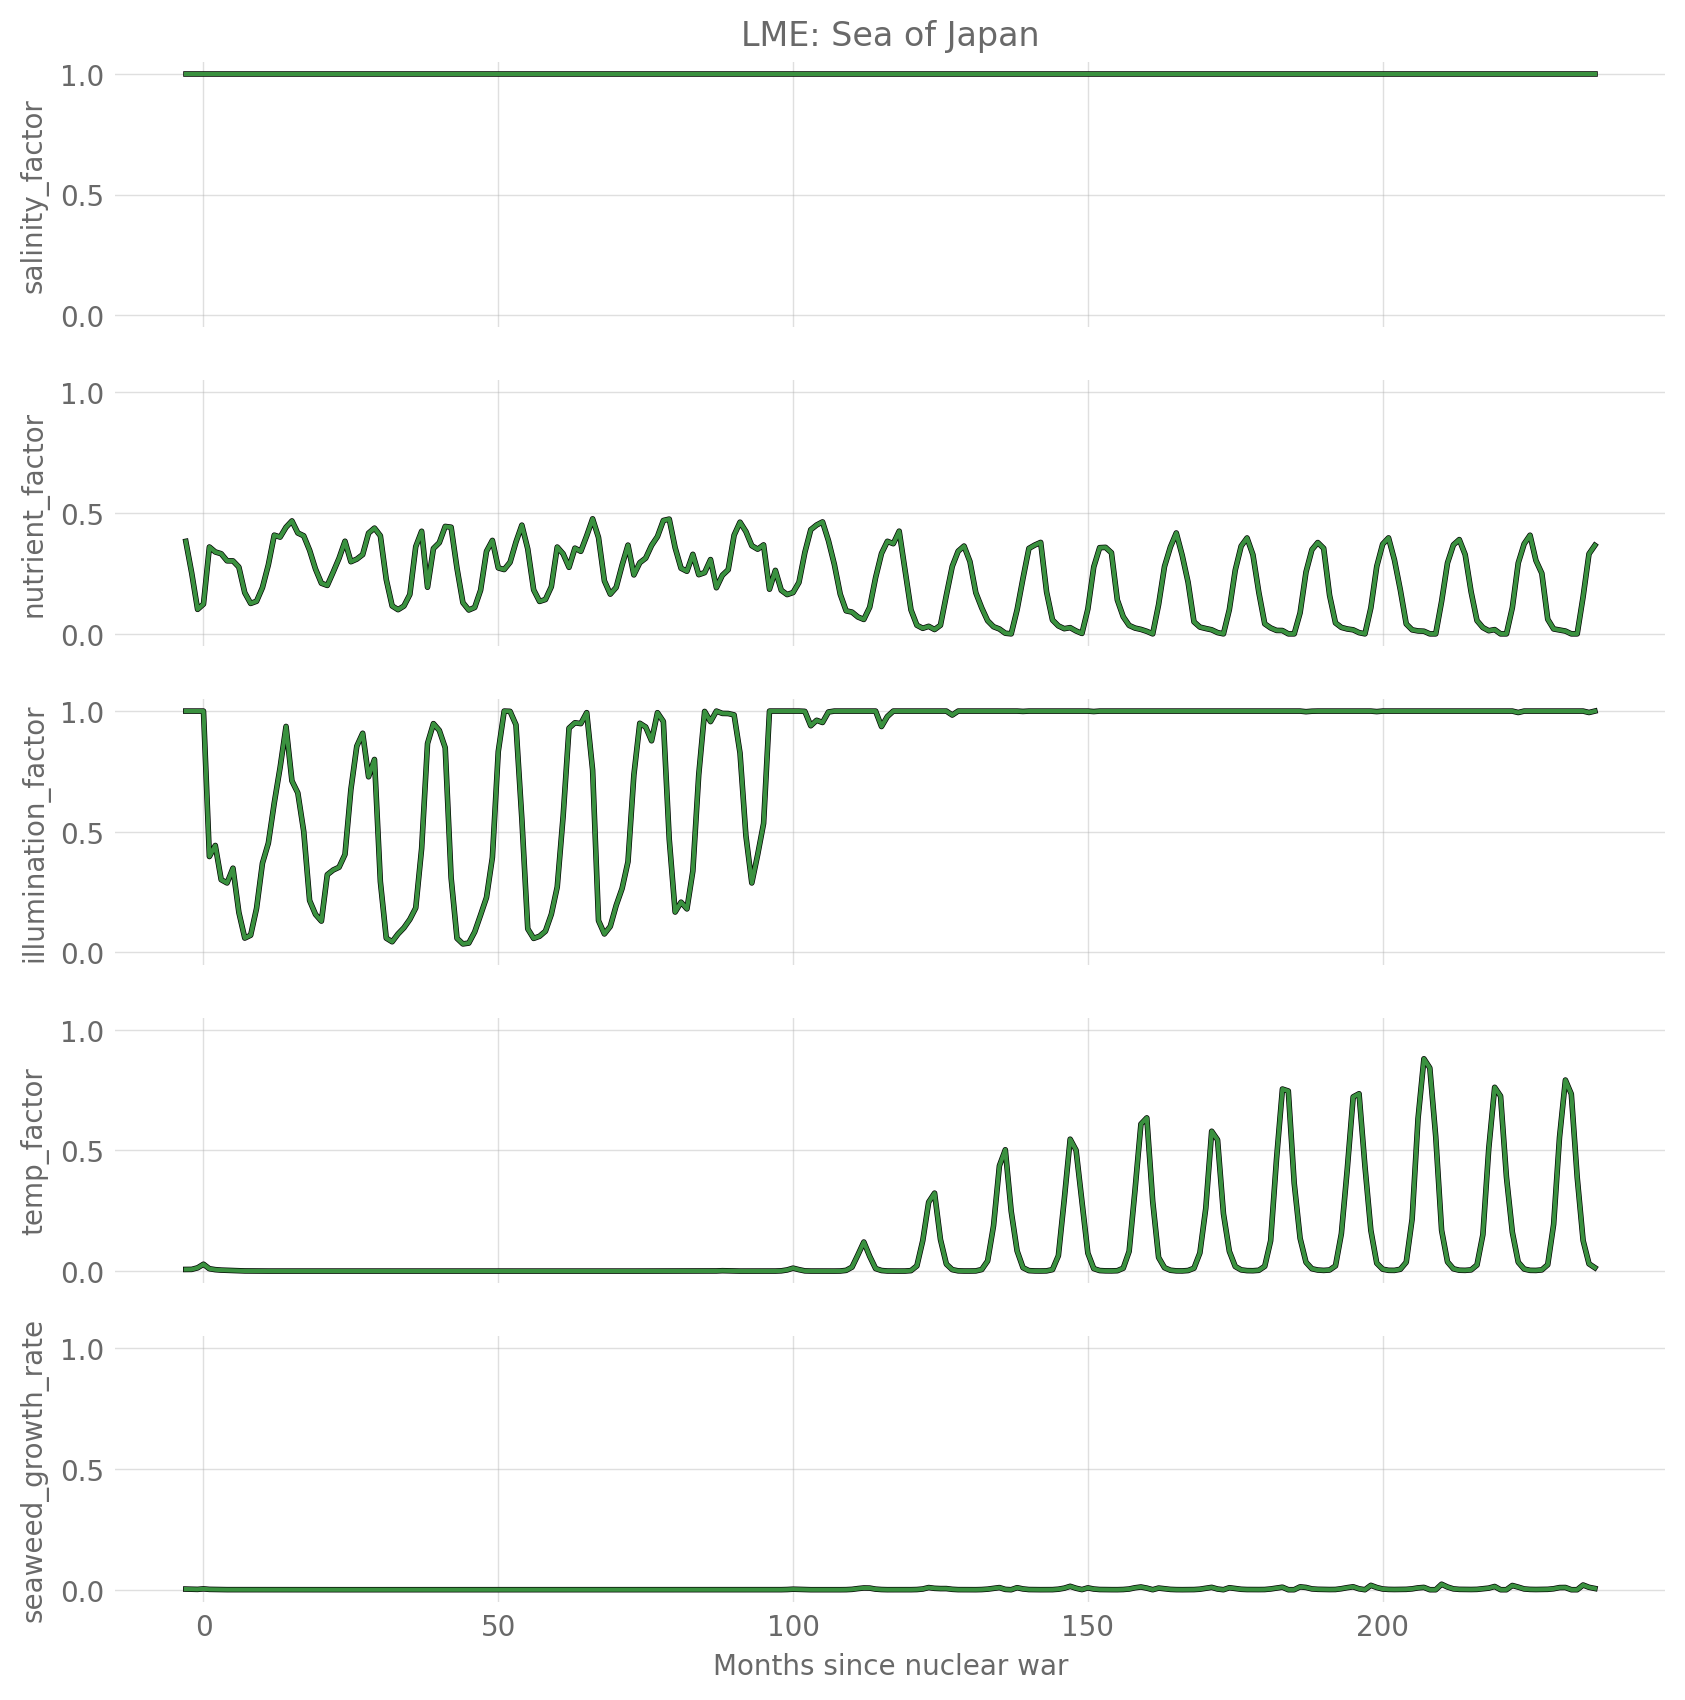 LME: Sea of Japan
1.0
0.5
0.0
salinity_factor
1.0
0.5
0.0
nutrient_factor
1.0
0.5
0.0
illumination_factor
1.0
0.5
0.0
temp_factor
1.0
0.5
0.0
seaweed_growth_rate
0 50 100 150 200
Months since nuclear war